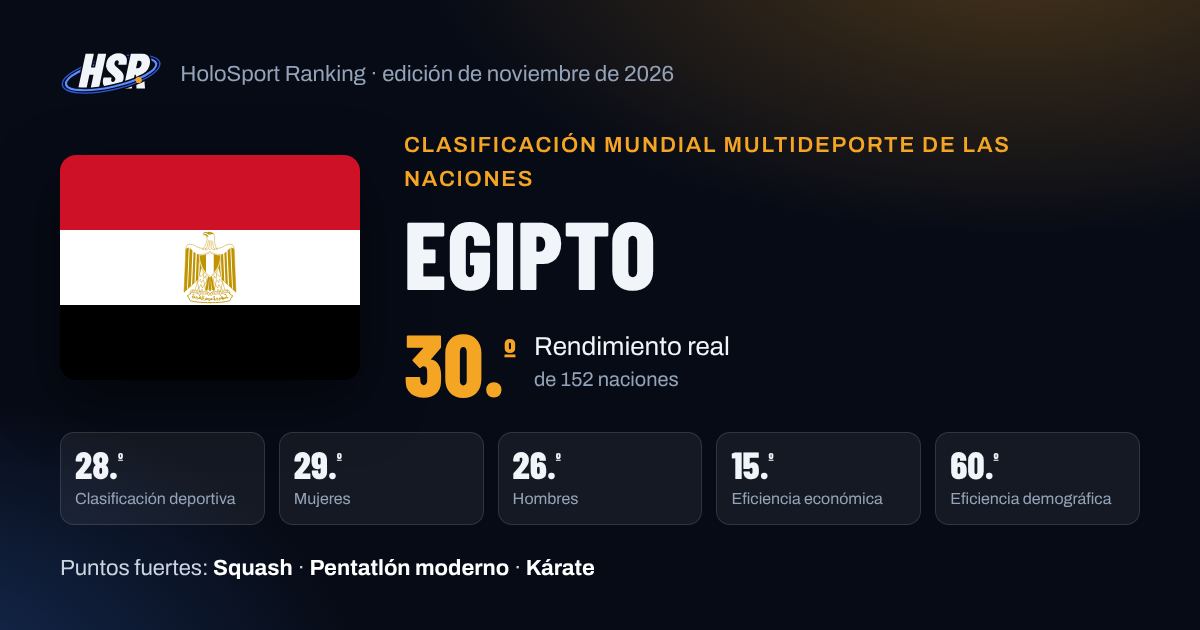 HSR
HoloSport Ranking · edición de noviembre de 2026
CLASIFICACIÓN MUNDIAL MULTIDEPORTE DE LAS
NACIONES
EGIPTO
30.º
Rendimiento real
de 152 naciones
28.º
Clasificación deportiva
29.º
Mujeres
26.º
Hombres
15.º
Eficiencia económica
60.º
Eficiencia demográfica
Puntos fuertes: Squash · Pentatlón moderno · Kárate